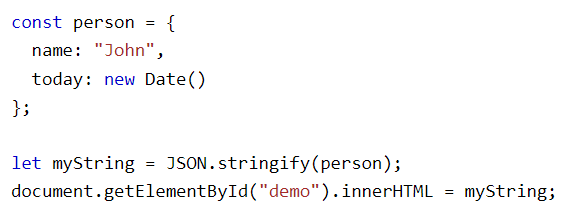 const person = {
  name: "John",
  today: new Date()
};

let myString = JSON.stringify(person);
document.getElementById("demo").innerHTML = myString;